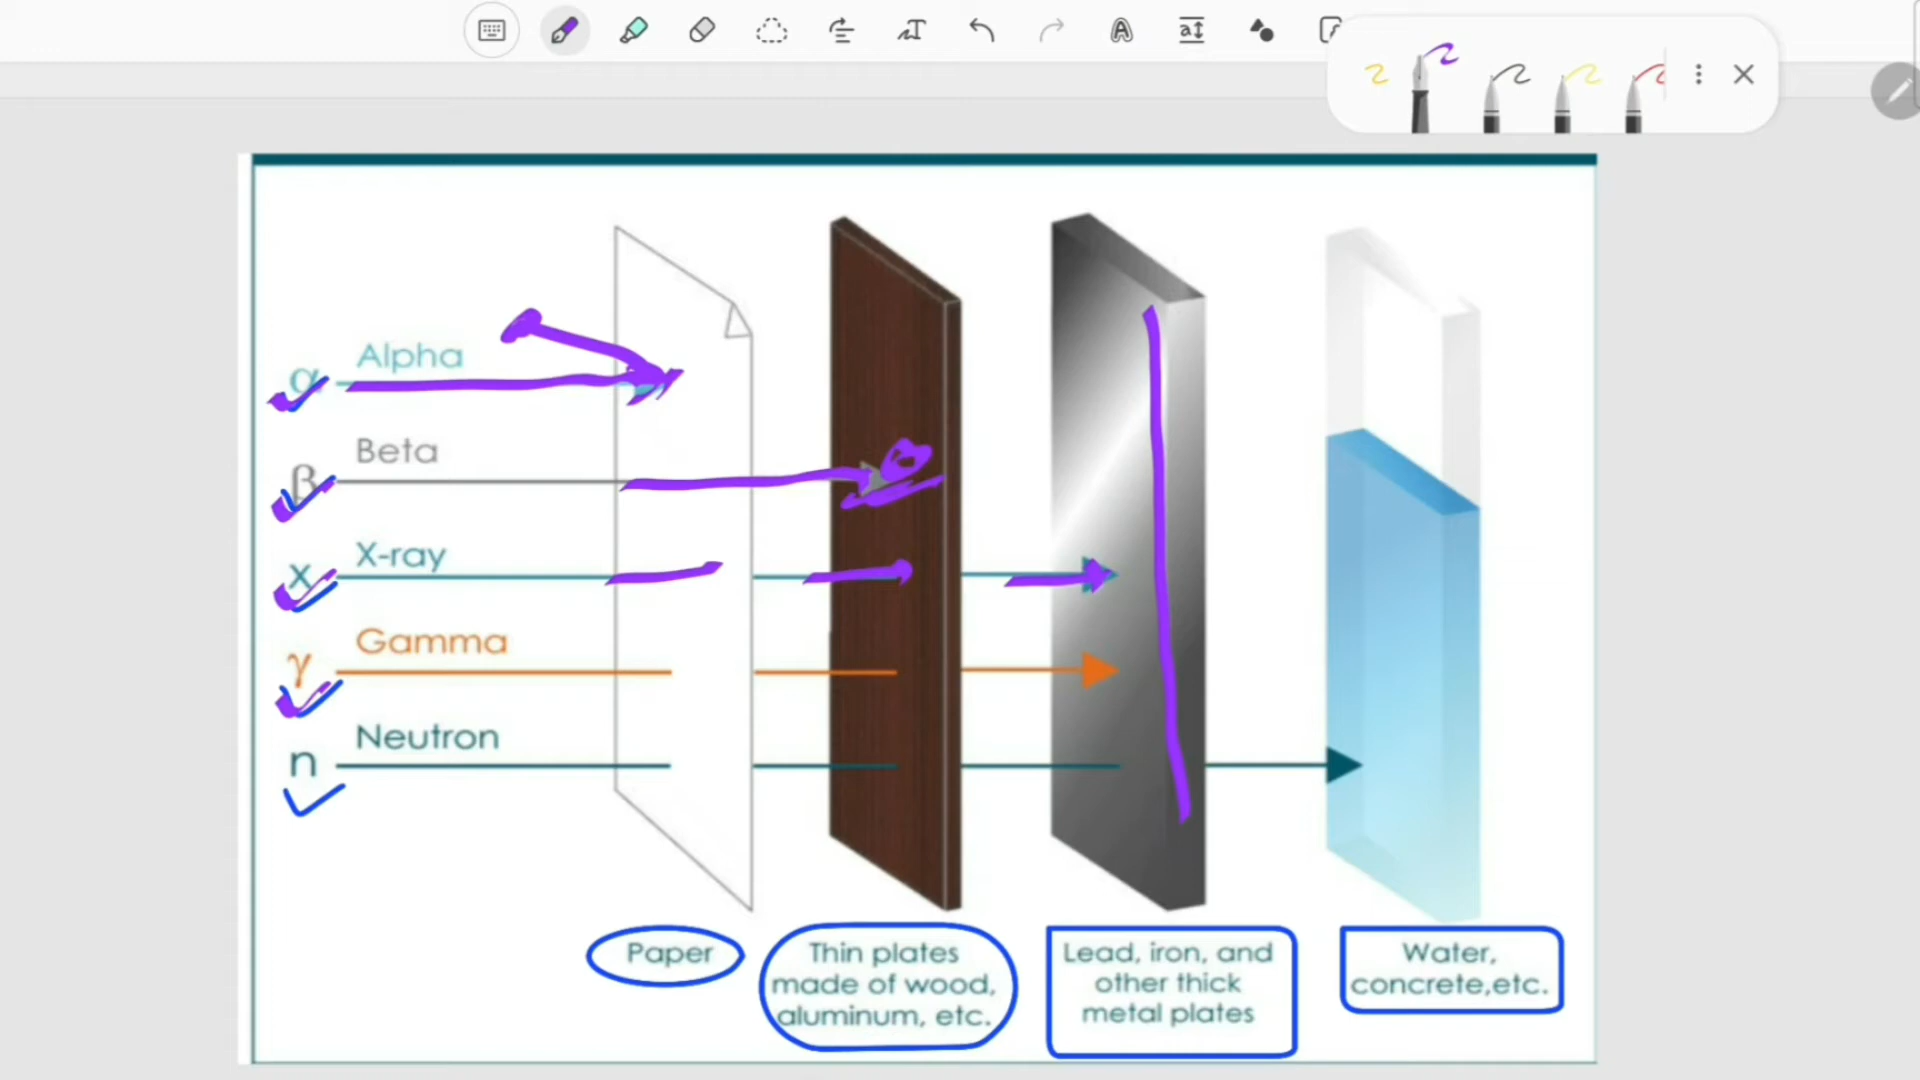 α Alpha
β Beta
x X-ray
γ Gamma
n Neutron
Paper
Thin plates
made of wood,
aluminum, etc.
Lead, iron, and
other thick
metal plates
Water,
concrete,etc.